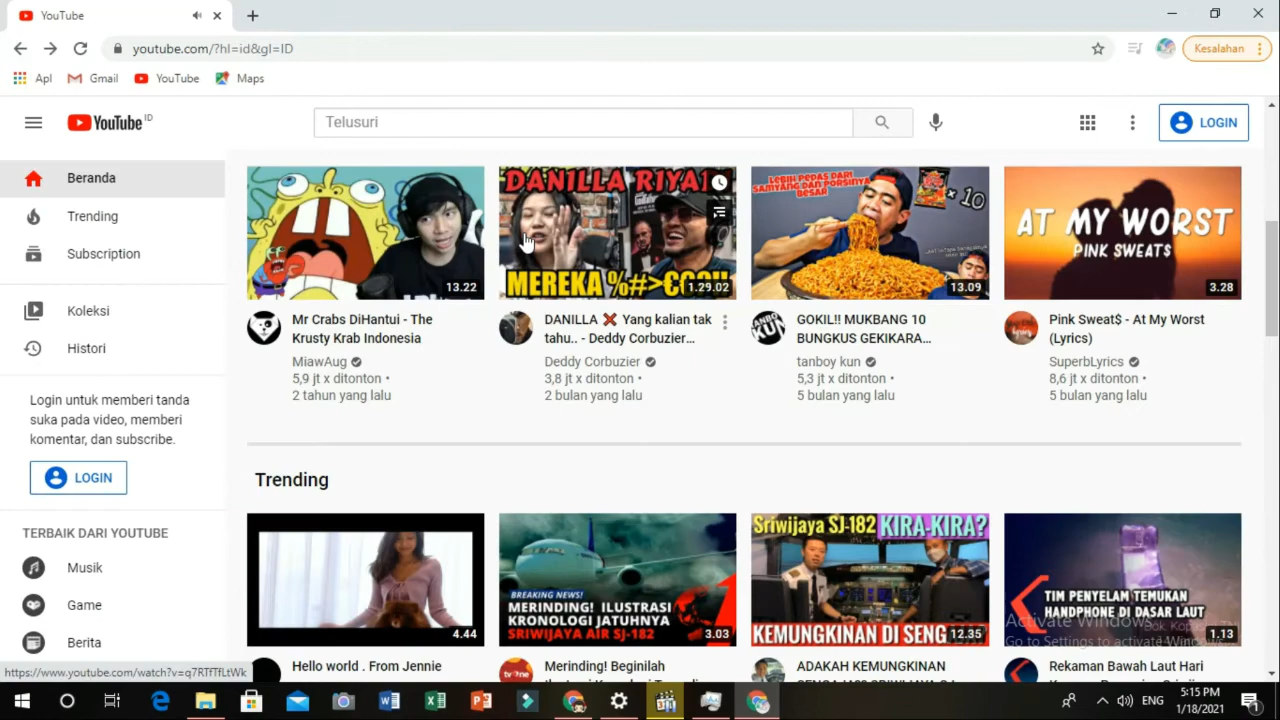 YouTube
youtube.com/?hl=id&gl=ID
Kesalahan
Apl
Gmail
YouTube
Maps
YouTube ID
Telusuri
LOGIN
Beranda
Trending
Subscription
Koleksi
Histori
Login untuk memberi tanda
suka pada video, memberi
komentar, dan subscribe.
LOGIN
TERBAIK DARI YOUTUBE
Musik
Game
Berita
13.22
Mr Crabs DiHantui - The
Krusty Krab Indonesia
MiawAug
5,9 jt x ditonton •
2 tahun yang lalu
DANILLA RIYA
MEREKA %#>€
1.29.02
DANILLA ❌ Yang kalian tak
tahu.. - Deddy Corbuzier...
Deddy Corbuzier
3,8 jt x ditonton •
2 bulan yang lalu
LEBIH PEDAS DARI
SAMYANG DAN PORSINYA
BESAR
×10
13.09
GOKIL!! MUKBANG 10
BUNGKUS GEKIKARA...
tanboy kun
5,3 jt x ditonton •
5 bulan yang lalu
AT MY WORST
PINK SWEAT$
3.28
Pink Sweat$ - At My Worst
(Lyrics)
SuperbLyrics
8,6 jt x ditonton •
5 bulan yang lalu
Trending
4.44
Hello world . From Jennie
BREAKING NEWS!
MERINDING! ILUSTRASI
KRONOLOGI JATUHNYA
SRIWIJAYA AIR SJ-182
3.03
Merinding! Beginilah
Sriwijaya SJ-182 KIRA-KIRA?
KEMUNGKINAN DI SENG
12.35
ADAKAH KEMUNGKINAN
TIM PENYELAM TEMUKAN
HANDPHONE DI DASAR LAUT
1.13
Rekaman Bawah Laut Hari
Activate Windows
Go to Settings to activate Windows.
https://www.youtube.com/watch?v=q7RTfTfLtWk
ENG
5:15 PM
1/18/2021